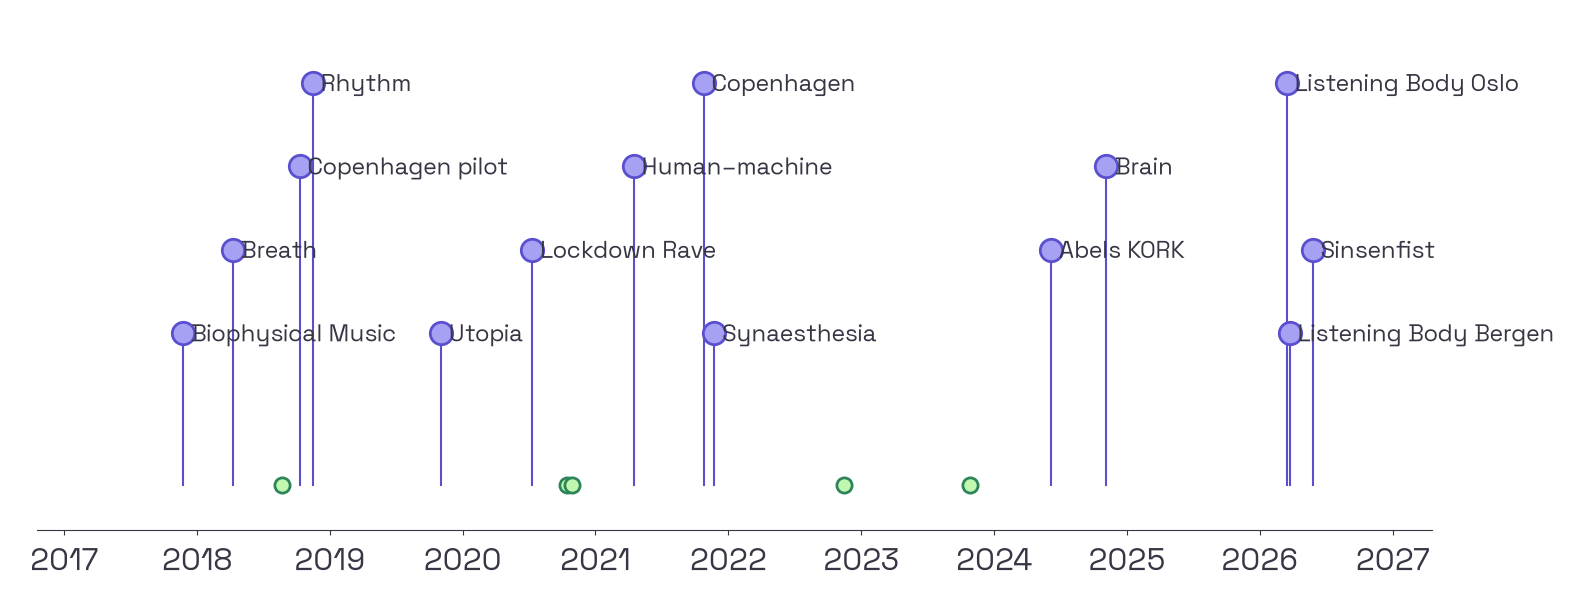 Rhythm
Copenhagen
Listening Body Oslo
Copenhagen pilot
Human–machine
Brain
Breath
Lockdown Rave
Abels KORK
Sinsenfist
Biophysical Music
Utopia
Synaesthesia
Listening Body Bergen
2017 2018 2019 2020 2021 2022 2023 2024 2025 2026 2027